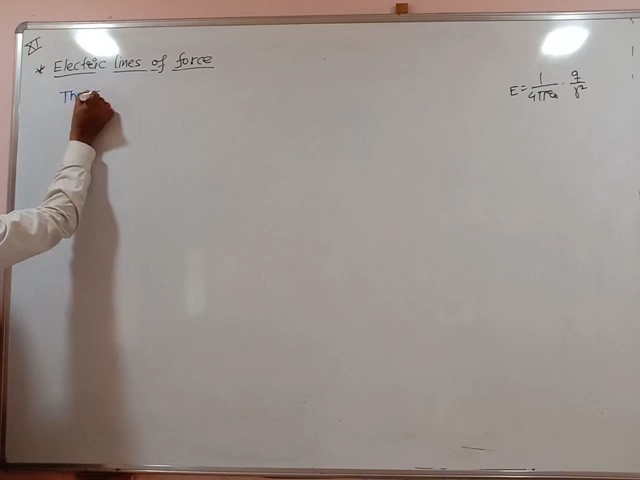 XI
* Electric lines of force
E = 1/4πε₀ · q/r²
Th